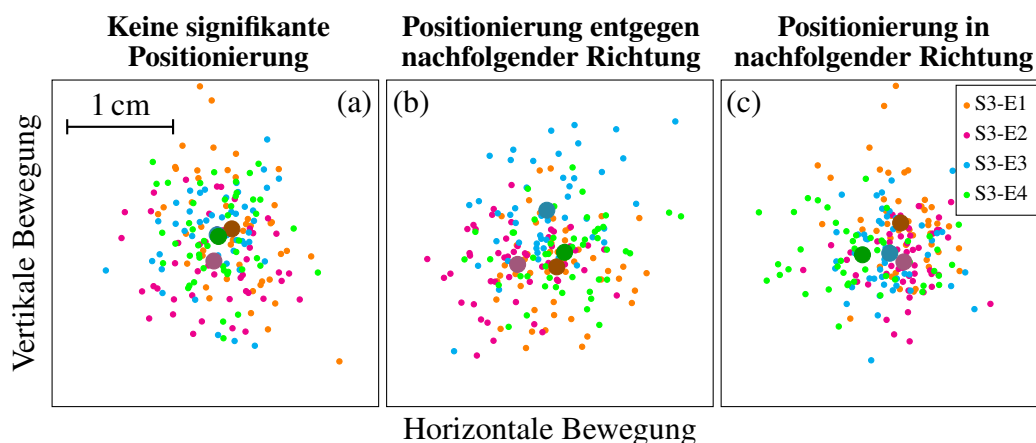 Keine signifikante
Positionierung
Positionierung entgegen
nachfolgender Richtung
Positionierung in
nachfolgender Richtung
(a)
(b)
(c)
1 cm
S3-E1
S3-E2
S3-E3
S3-E4
Vertikale Bewegung
Horizontale Bewegung